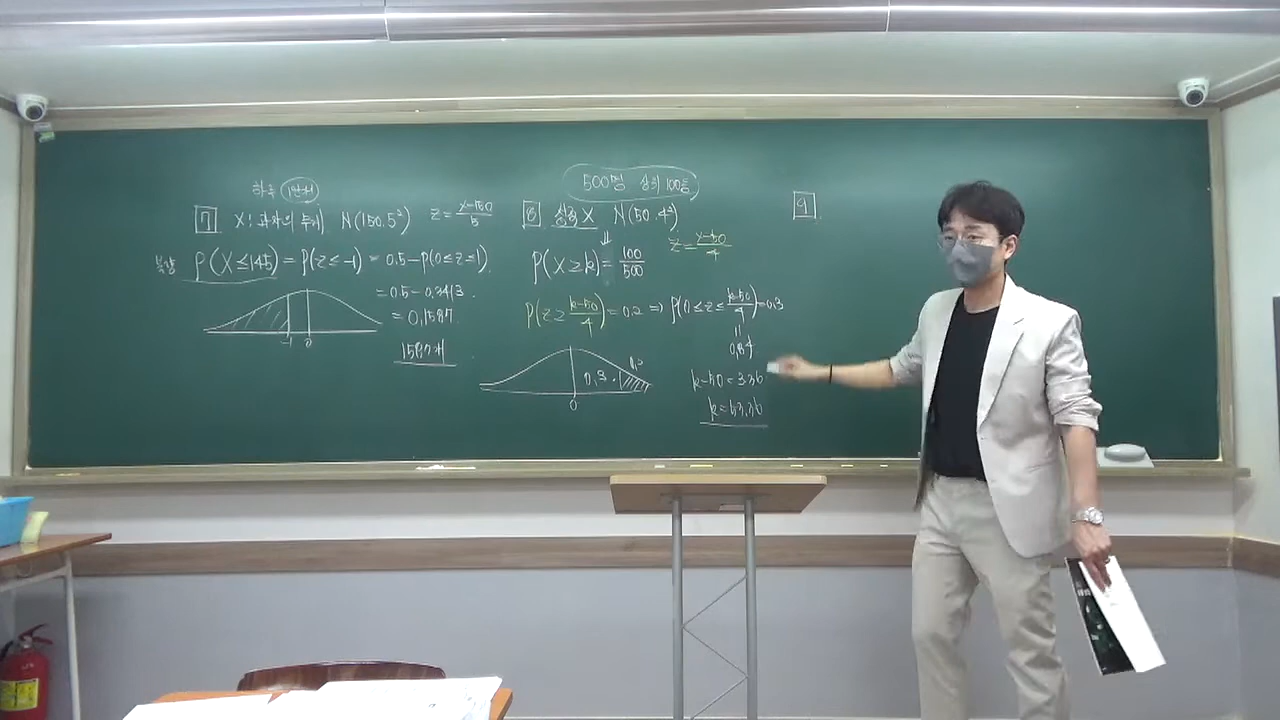 하루 1만개
7 X: 과자의 무게 N(150.5²) Z=X-150/5
불량 P(X≤145)=P(Z≤-1)=0.5-P(0≤Z≤1).
=0.5-0.3413.
=0.1587.
1587개
-1 0
500명 상위 100등
8 성적 X N(50.4²)
Z=X-50/4
P(X≥k)=100/500
P(Z≥k-50/4)=0.2 ⇒ P(0≤Z≤k-50/4)=0.3
0.84
0.3 0.2
0
k-50=3.36
k=53.36
9